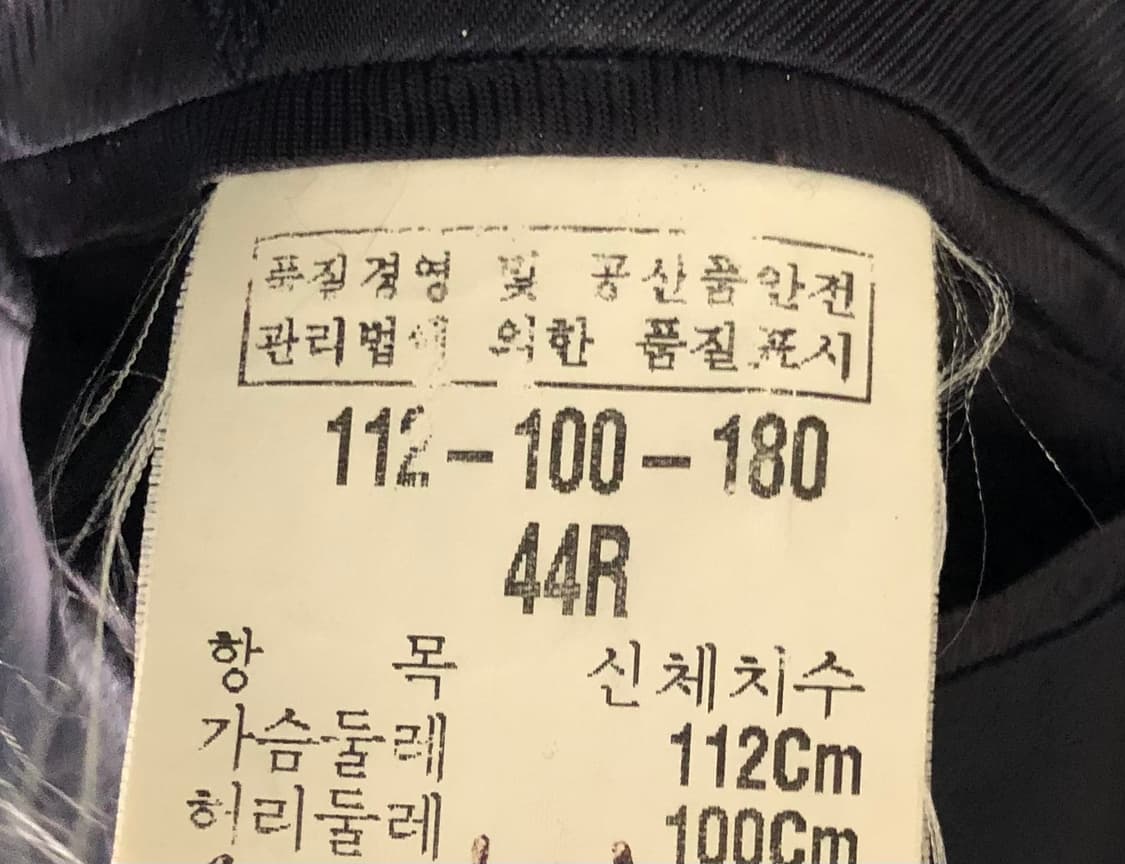 품질경영 및 공산품안전
관리법에 의한 품질표시
112-100-180
44R
항 목 신체치수
가슴둘레 112Cm
허리둘레 100Cm